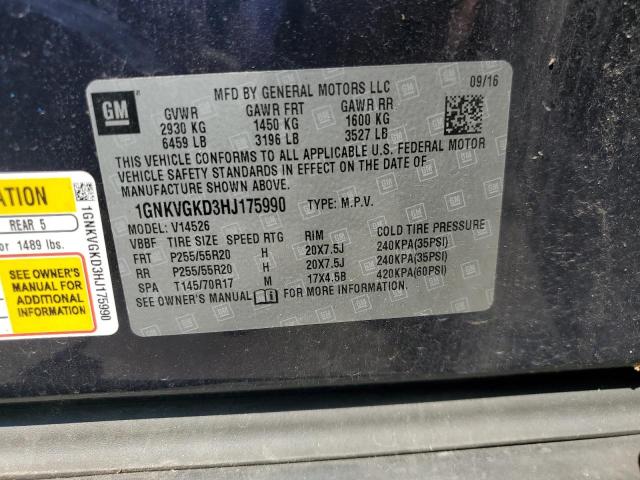 GM
MFD BY GENERAL MOTORS LLC
09/16
GVWR GAWR FRT GAWR RR
2930 KG 1450 KG 1600 KG
6459 LB 3196 LB 3527 LB
THIS VEHICLE CONFORMS TO ALL APPLICABLE U.S. FEDERAL MOTOR
VEHICLE SAFETY STANDARDS IN EFFECT ON THE DATE OF
MANUFACTURE SHOWN ABOVE.
1GNKVGKD3HJ175990 TYPE: M.P.V.
MODEL: V14526
VBBF TIRE SIZE SPEED RTG RIM COLD TIRE PRESSURE
FRT P255/55R20 H 20X7.5J 240KPA(35PSI)
RR P255/55R20 H 20X7.5J 240KPA(35PSI)
SPA T145/70R17 M 17X4.5B 420KPA(60PSI)
SEE OWNER'S MANUAL FOR MORE INFORMATION.
ATION
REAR 5
or 1489 lbs.
SEE OWNER'S
MANUAL FOR
ADDITIONAL
INFORMATION
1GNKVGKD3HJ175990